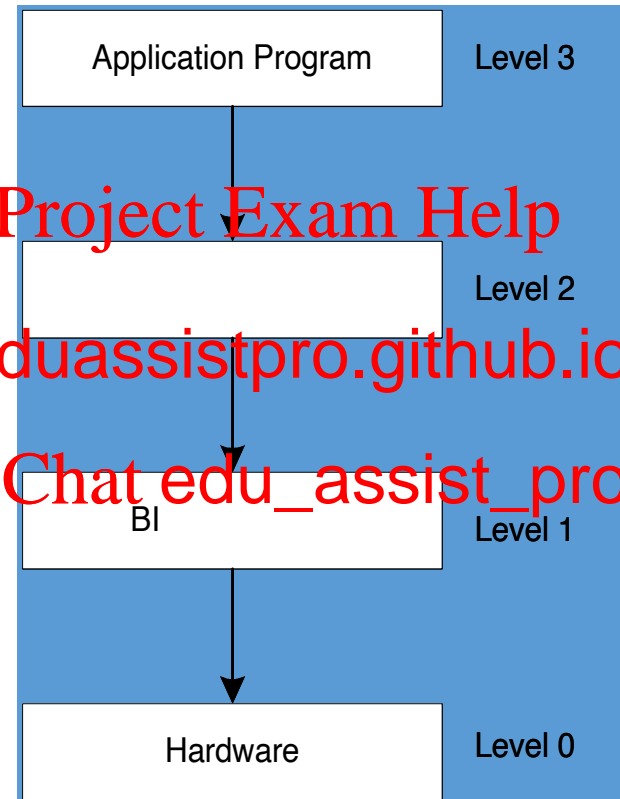 Application Program
Level 3
Project Exam Help
Level 2
duassistpro.github.io
Chat edu_assist_pro
BI
Level 1
Hardware
Level 0